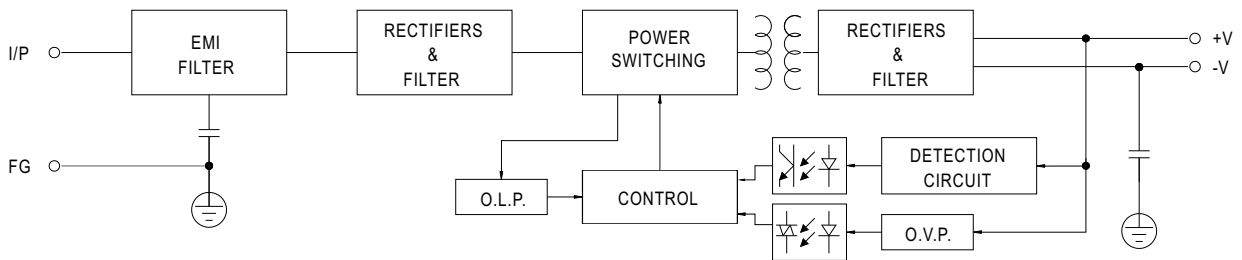 I/P
EMI
FILTER
RECTIFIERS
&
FILTER
POWER
SWITCHING
RECTIFIERS
&
FILTER
+V
-V
FG
O.L.P.
CONTROL
DETECTION
CIRCUIT
O.V.P.